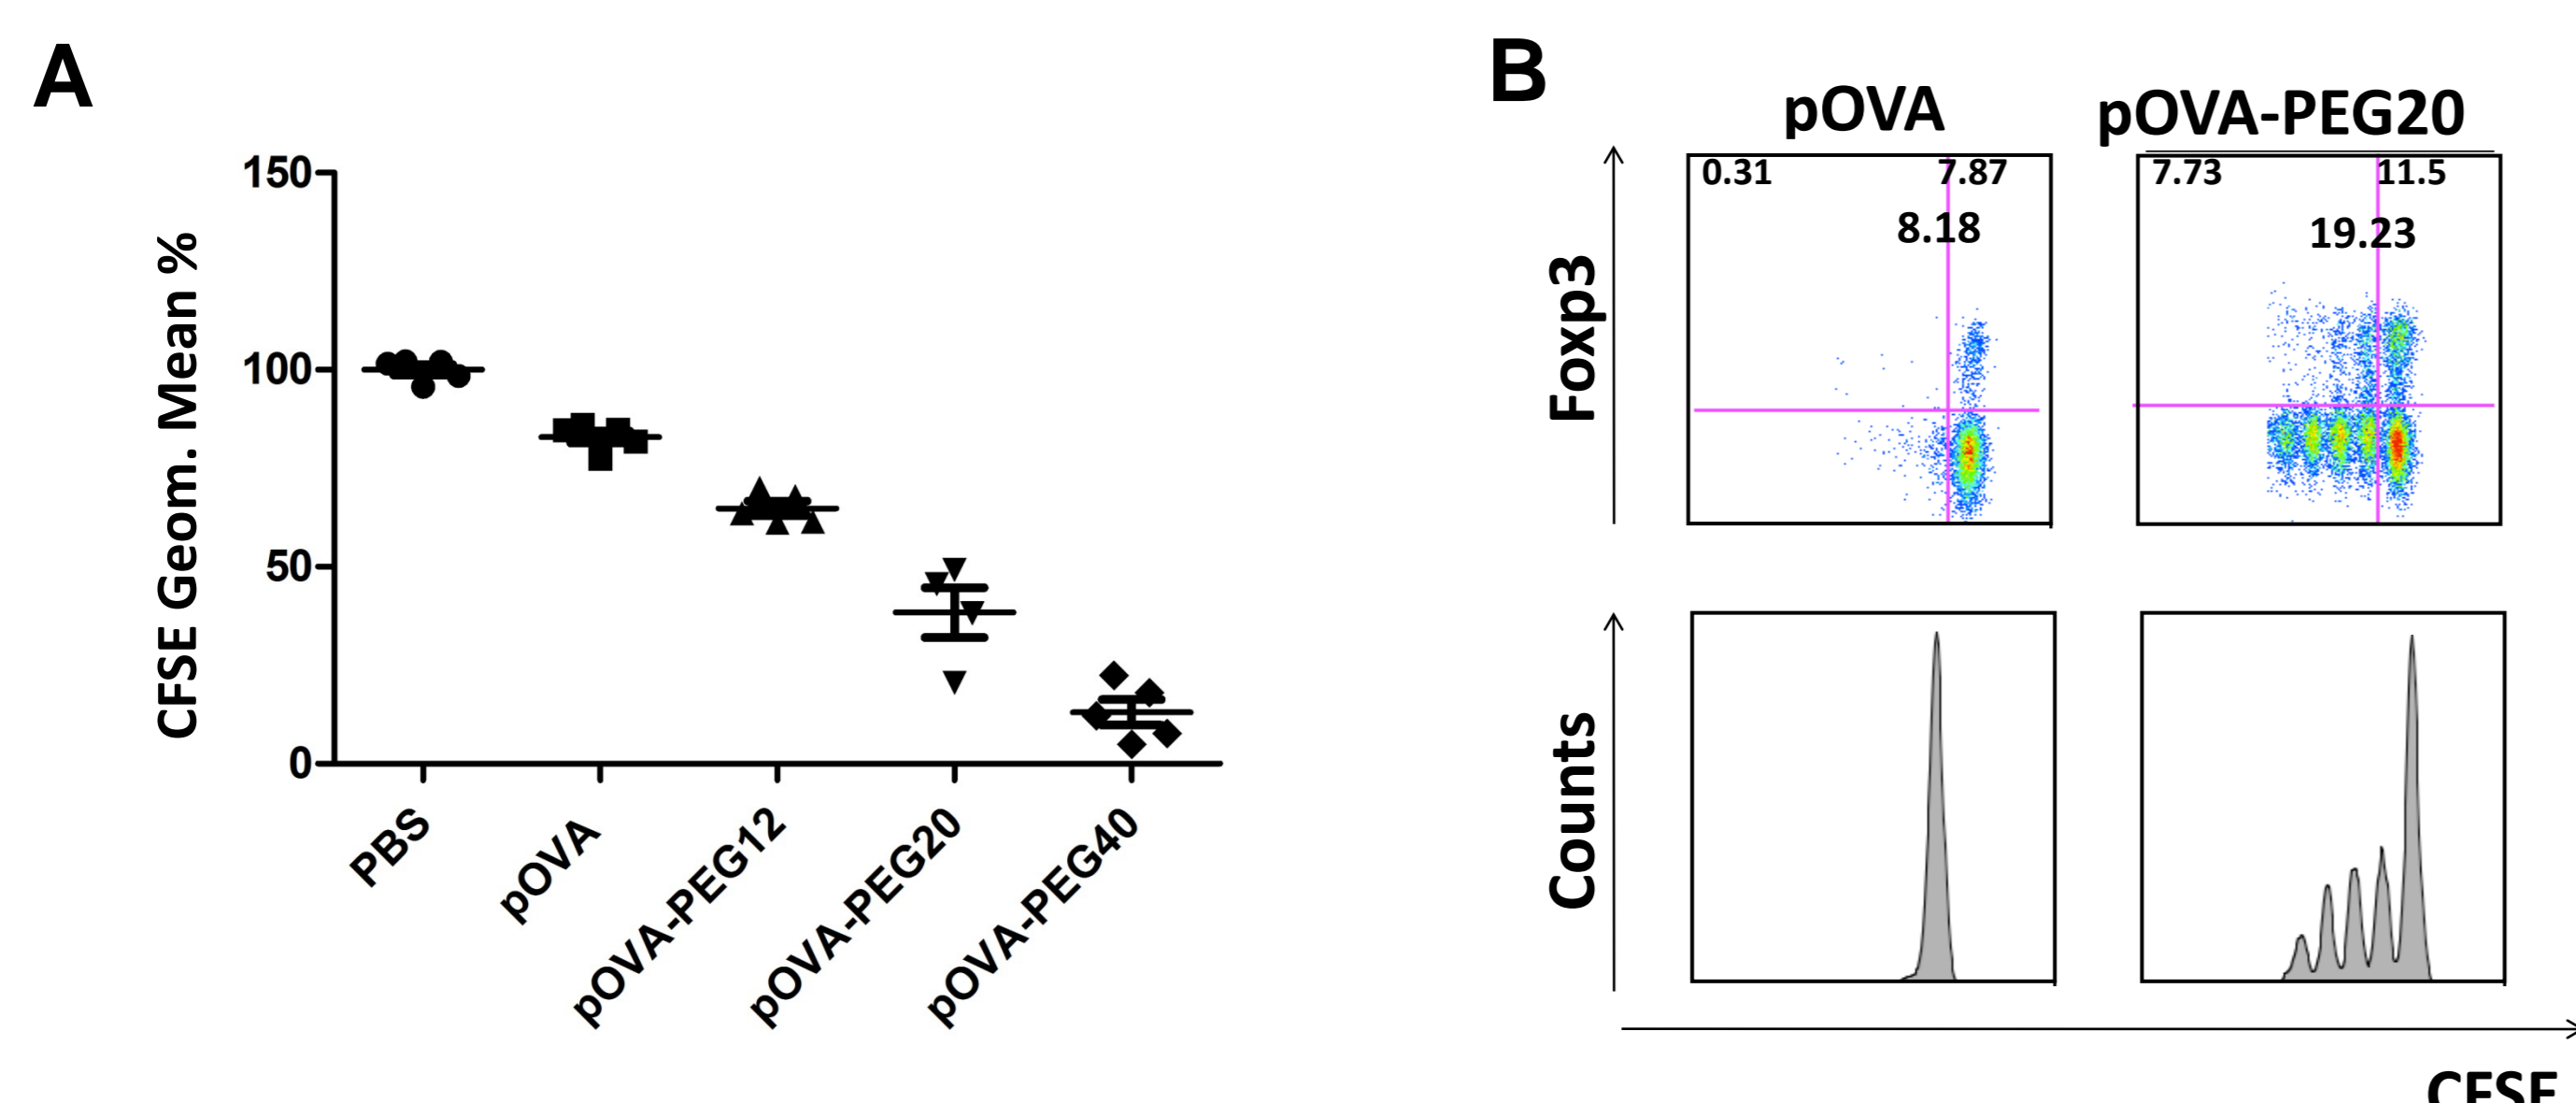 A
CFSE Geom. Mean %
150
100
50
0
PBS
pOVA
pOVA-PEG12
pOVA-PEG20
pOVA-PEG40
B
pOVA
pOVA-PEG20
Foxp3
0.31 7.87
8.18
7.73 11.5
19.23
Counts
CFSE